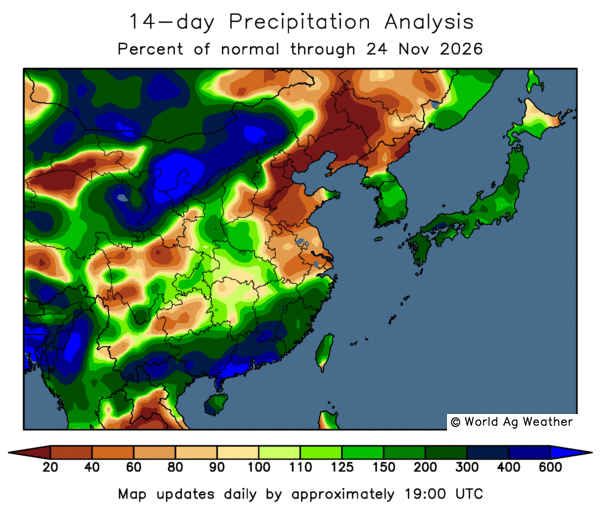 14-day Precipitation Analysis
Percent of normal through 24 Nov 2026
© World Ag Weather
20 40 60 80 90 100 110 125 150 200 300 400 600
Map updates daily by approximately 19:00 UTC